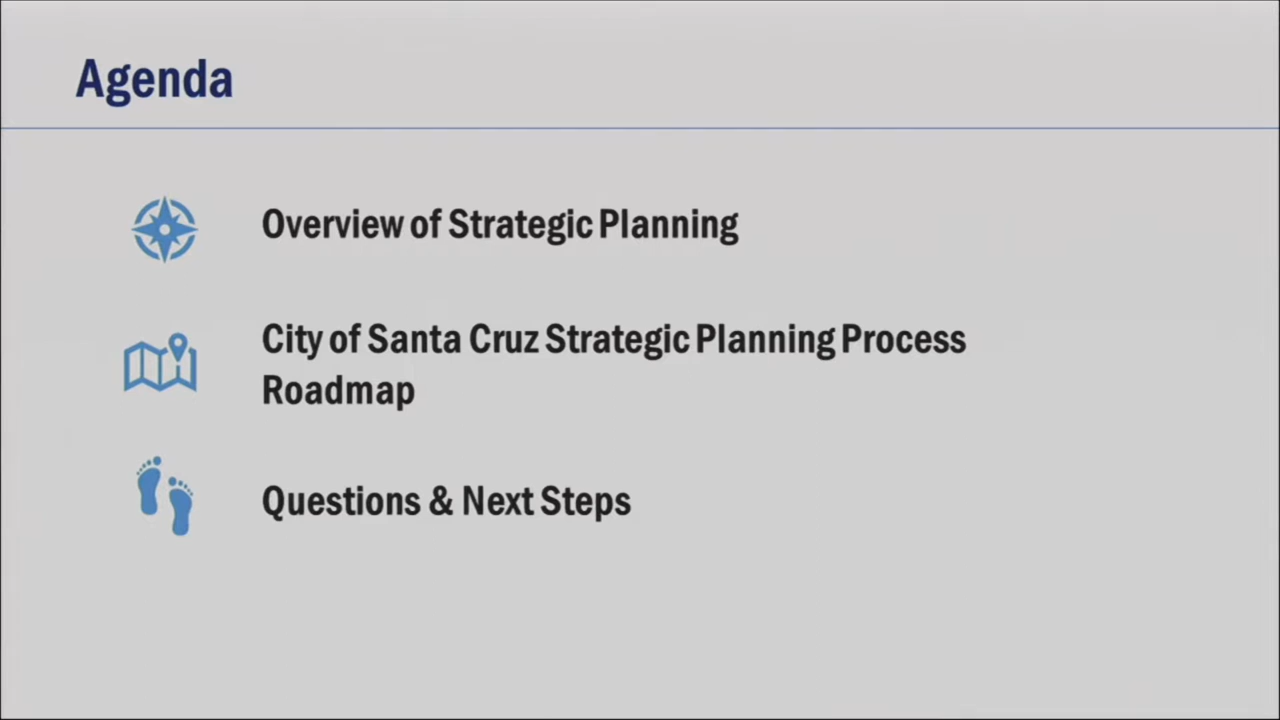 Agenda
Overview of Strategic Planning
City of Santa Cruz Strategic Planning Process
Roadmap
Questions & Next Steps